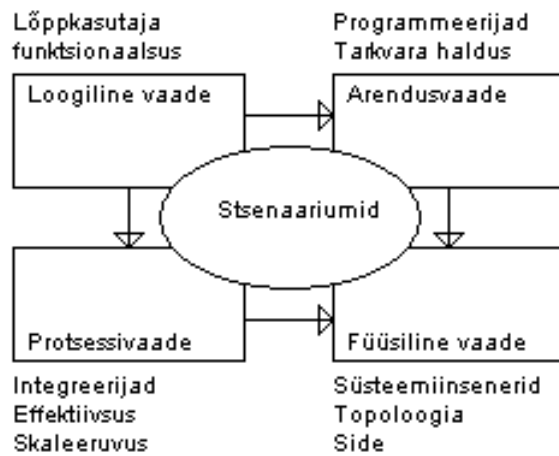 Lõppkasutaja
funktsionaalsus
Programmeerijad
Tarkvara haldus
Loogiline vaade
Arendusvaade
Stsenaariumid
Protsessivaade
Füüsiline vaade
Integreerijad
Effektiivsus
Skaleeruvus
Süsteemiinsenerid
Topoloogia
Side